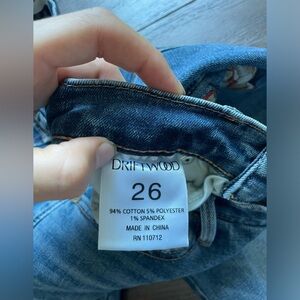 DRIFTWOOD
26
94% COTTON 5% POLYESTER
1% SPANDEX
MADE IN CHINA
RN 110712